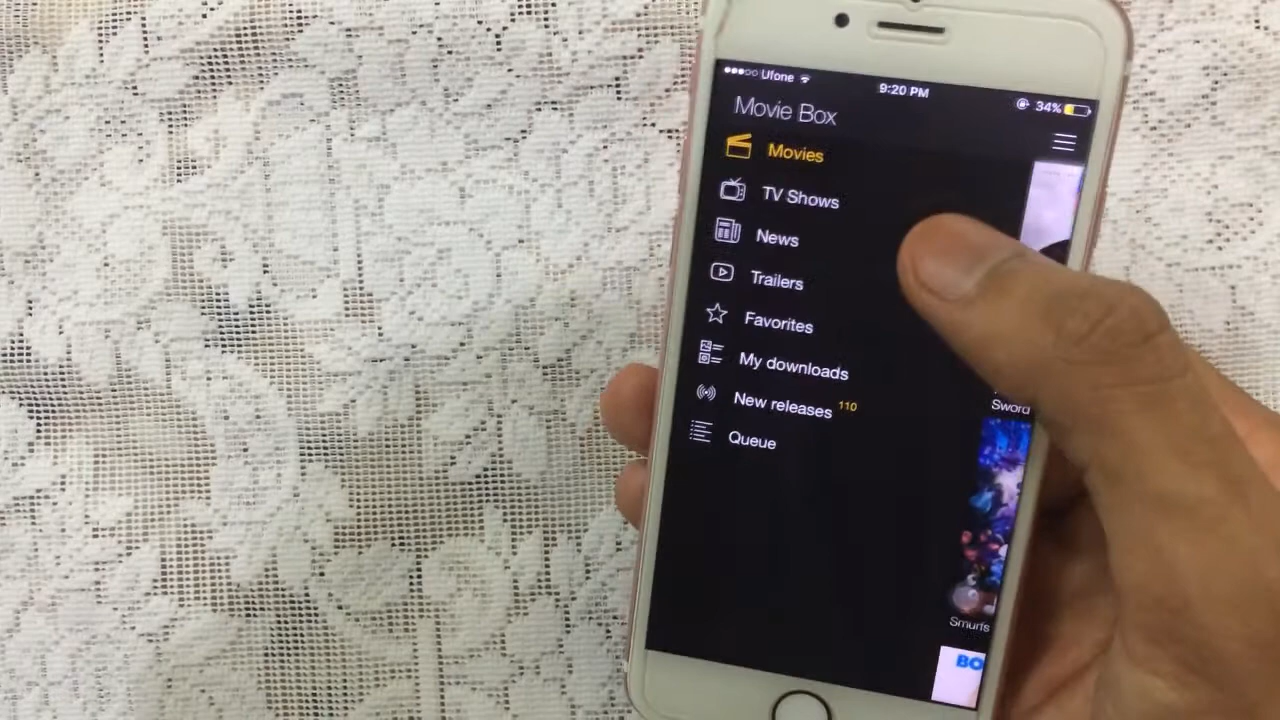 Ufone
9:20 PM
34%
Movie Box
Movies
TV Shows
News
Trailers
Favorites
My downloads
New releases 110
Queue
Sword
Smurfs
BO